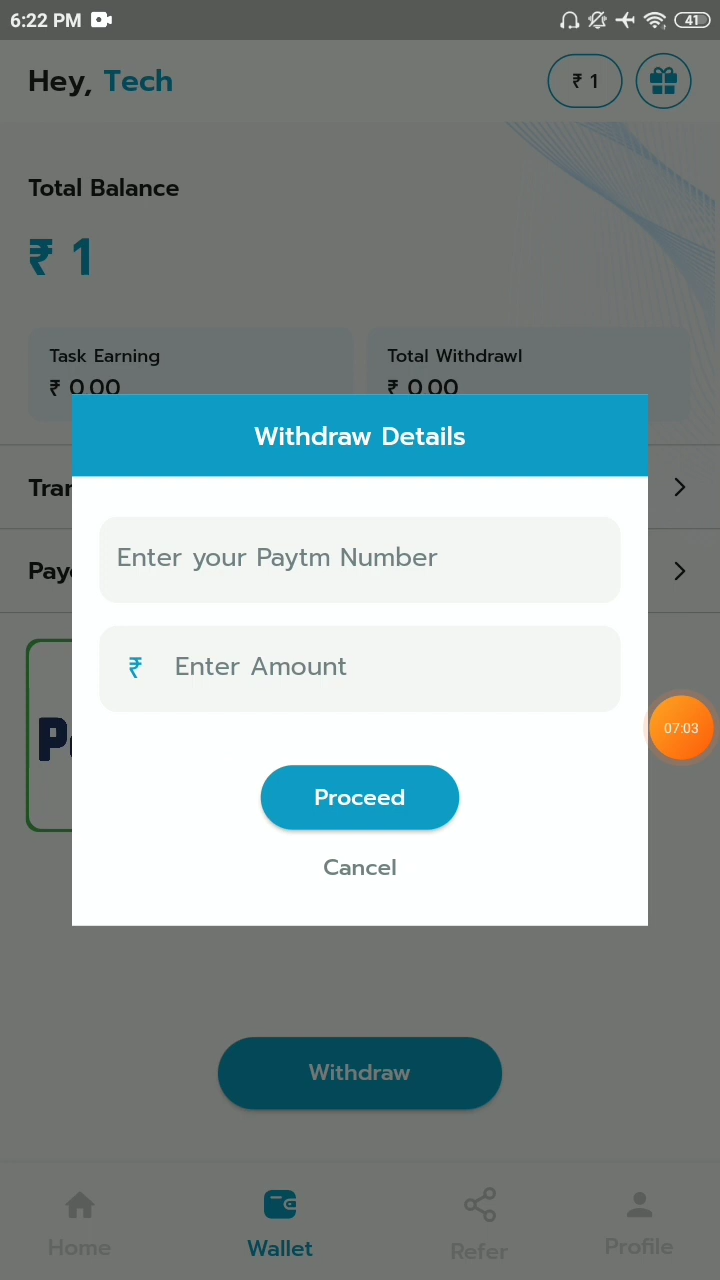 6:22 PM
41
Hey, Tech
₹ 1
Total Balance
₹ 1
Task Earning
Total Withdrawl
₹ 0.00
₹ 0.00
Withdraw Details
Enter your Paytm Number
₹ Enter Amount
07:03
Proceed
Cancel
Withdraw
Home
Wallet
Refer
Profile